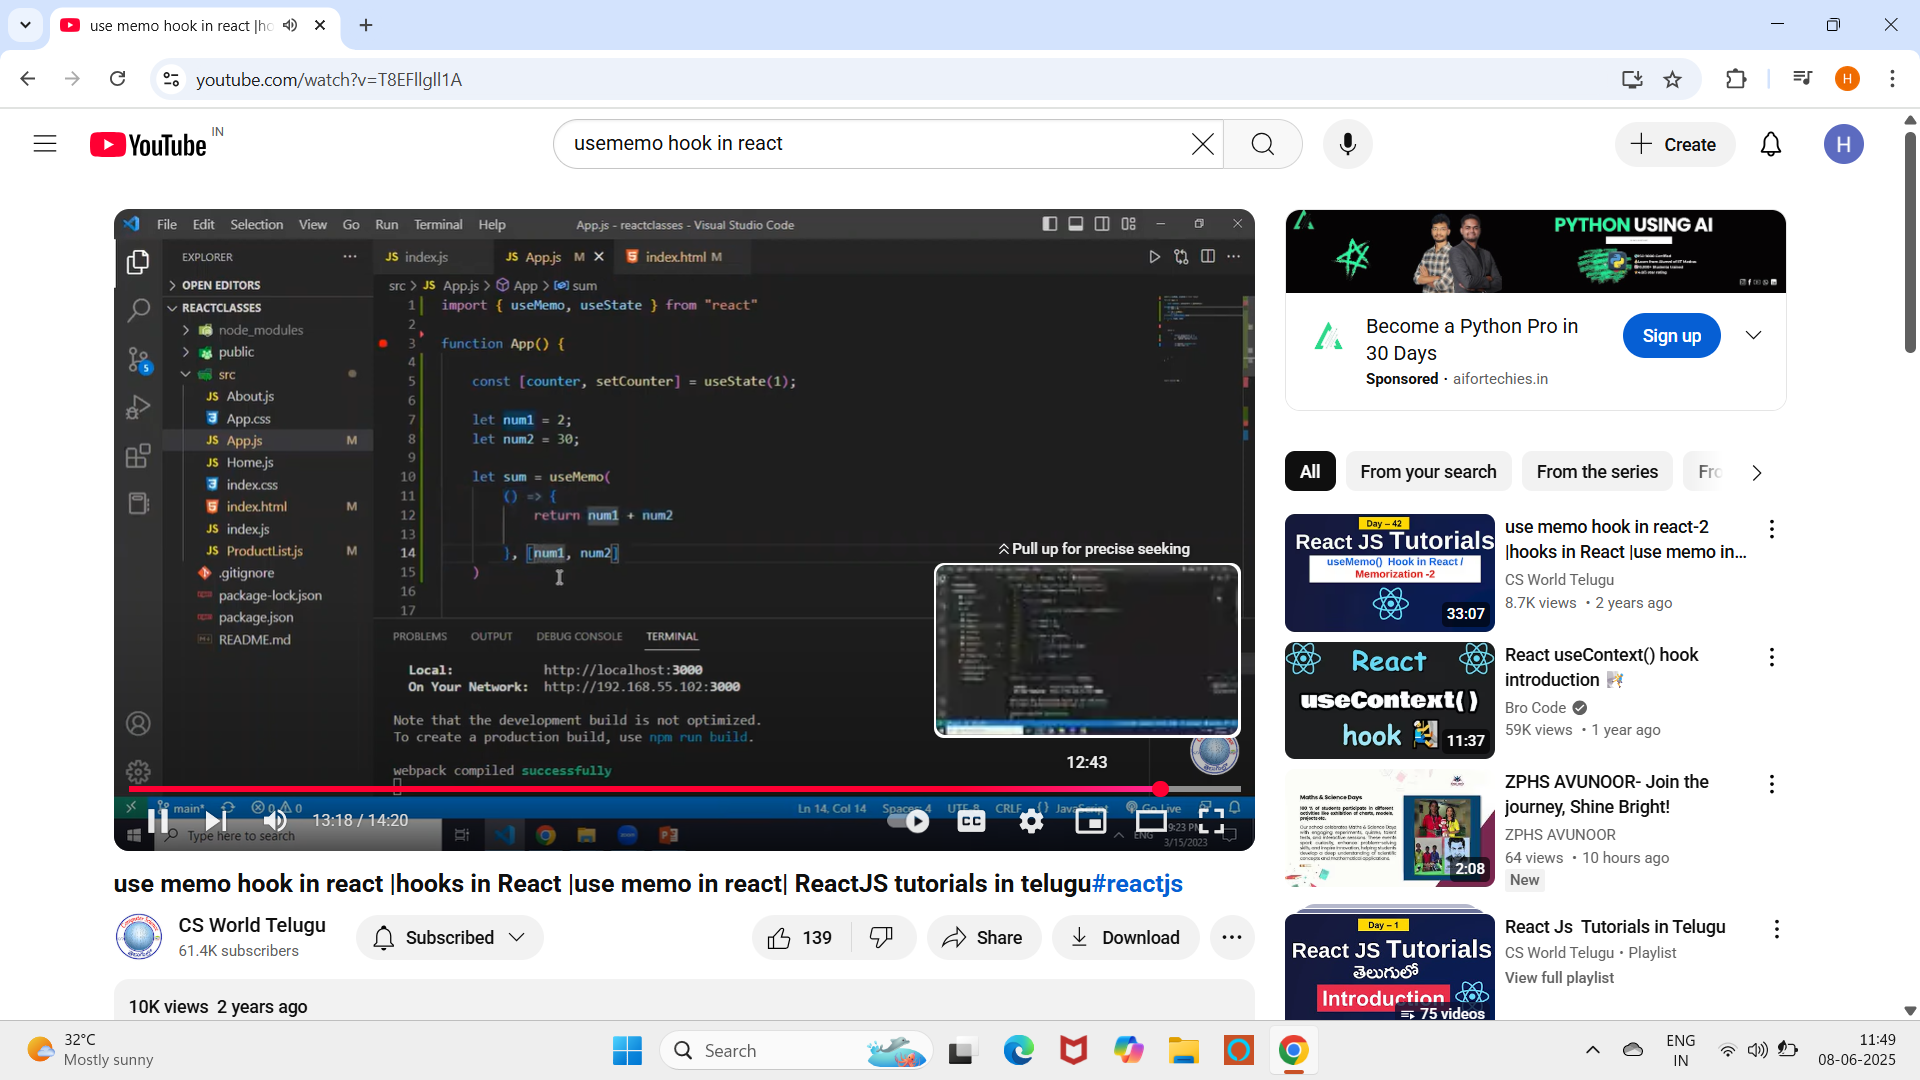 use memo hook in react |ho
youtube.com/watch?v=T8EFllgll1A
H
YouTube
IN
usememo hook in react
Create
H
File Edit Selection View Go Run Terminal Help
App.js - reactclasses - Visual Studio Code
EXPLORER
OPEN EDITORS
REACTCLASSES
node_modules
public
src
JS About.js
App.css
JS App.js M
JS Home.js
index.css
index.html M
JS index.js
JS ProductList.js M
.gitignore
package-lock.json
package.json
README.md
5
JS index.js
JS App.js M
index.html M
src > JS App.js > App > sum
1 import { useMemo, useState } from "react"
2
3 function App() {
4
5 const [counter, setCounter] = useState(1);
6
7 let num1 = 2;
8 let num2 = 30;
9
10 let sum = useMemo(
11 () => {
12 return num1 + num2
13
14 }, [num1, num2]
15 )
16
17
PROBLEMS OUTPUT DEBUG CONSOLE TERMINAL
Local: http://localhost:3000
On Your Network: http://192.168.55.102:3000
Note that the development build is not optimized.
To create a production build, use npm run build.
webpack compiled successfully
Pull up for precise seeking
12:43
main* 0 0
Ln 14, Col 14 Spaces: 4 UTF-8 CRLF {} JavaScript Go Live
Type here to search
13:18 / 14:20
CC
ENG
9:23 PM
3/15/2023
use memo hook in react |hooks in React |use memo in react| ReactJS tutorials in telugu#reactjs
CS World Telugu
61.4K subscribers
Subscribed
139
Share
Download
10K views 2 years ago
PYTHON USING AI
Become a Python Pro in
30 Days
Sponsored · aifortechies.in
Sign up
All
From your search
From the series
Fro
Day – 42
React JS Tutorials
useMemo() Hook in React /
Memorization -2
33:07
use memo hook in react-2
|hooks in React |use memo in...
CS World Telugu
8.7K views • 2 years ago
React
useContext()
hook
11:37
React useContext() hook
introduction
Bro Code
59K views • 1 year ago
Maths & Science Days
2:08
ZPHS AVUNOOR- Join the
journey, Shine Bright!
ZPHS AVUNOOR
64 views • 10 hours ago
New
Day – 1
React JS Tutorials
తెలుగులో
Introduction
75 videos
React Js Tutorials in Telugu
CS World Telugu • Playlist
View full playlist
32°C
Mostly sunny
Search
ENG
IN
11:49
08-06-2025